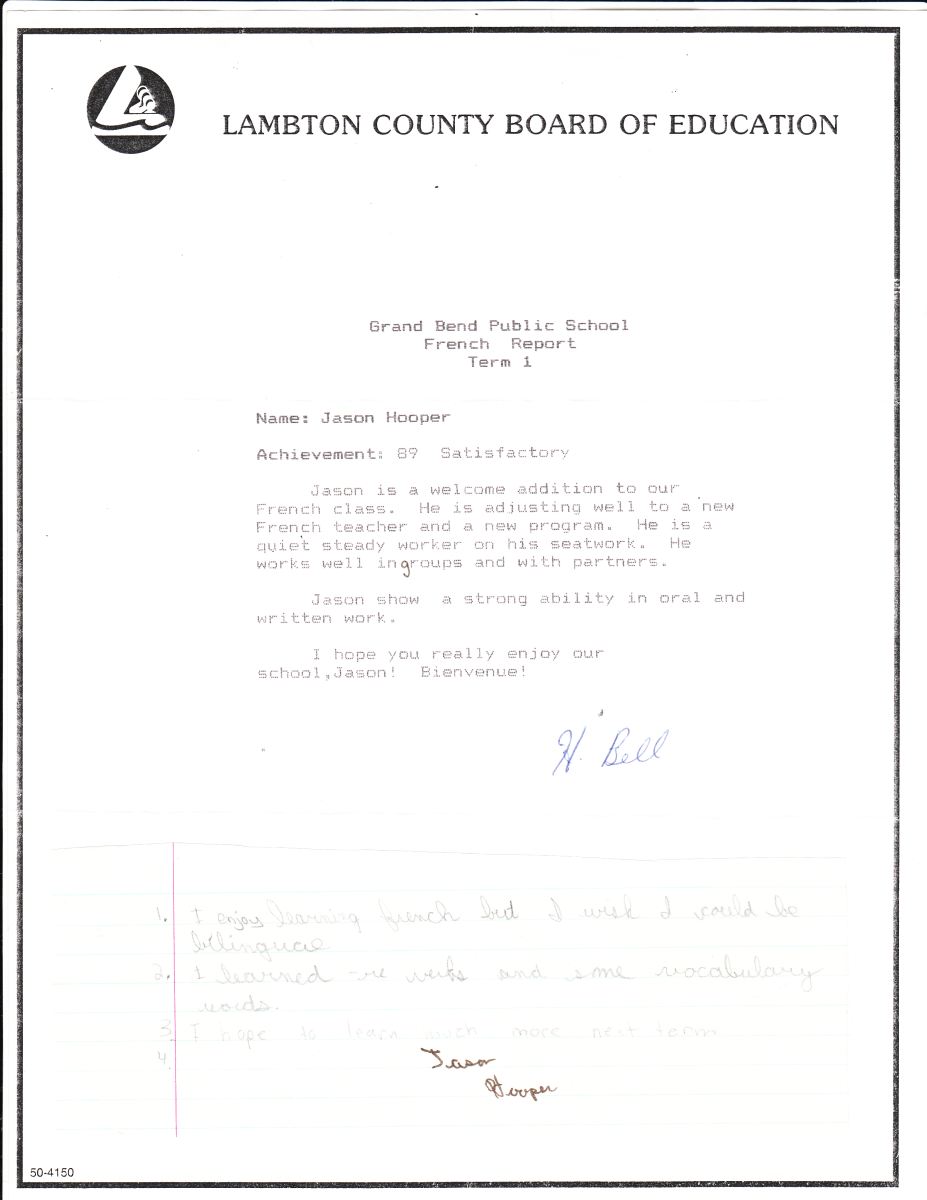 LAMBTON COUNTY BOARD OF EDUCATION
Grand Bend Public School
French Report
Term 1
Name: Jason Hooper
Achievement: 89 Satisfactory
Jason is a welcome addition to our
French class. He is adjusting well to a new
French teacher and a new program. He is a
quiet steady worker on his seatwork. He
works well ingroups and with partners.
Jason show a strong ability in oral and
written work.
I hope you really enjoy our
school,Jason! Bienvenue!
H. Bell
1. I enjoy learning french but I wish I could be
bilingual
2. I learned -re verbs and some vocabulary
words.
3. I hope to learn much more next term
4.
Jason
Hooper
50-4150